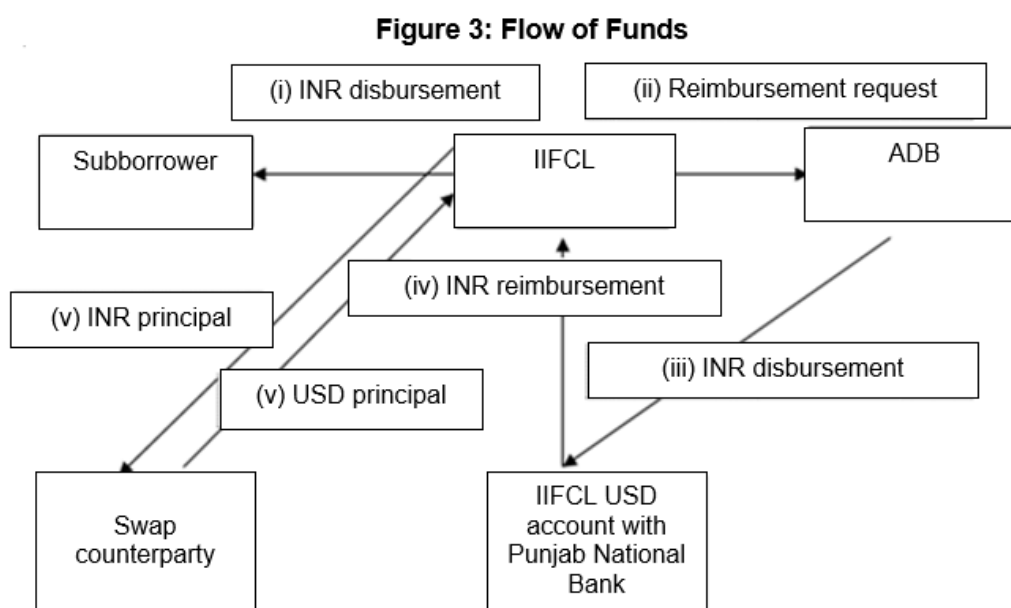 Figure 3: Flow of Funds
(i) INR disbursement
(ii) Reimbursement request
Subborrower
IIFCL
ADB
(iv) INR reimbursement
(v) INR principal
(iii) INR disbursement
(v) USD principal
Swap
counterparty
IIFCL USD
account with
Punjab National
Bank